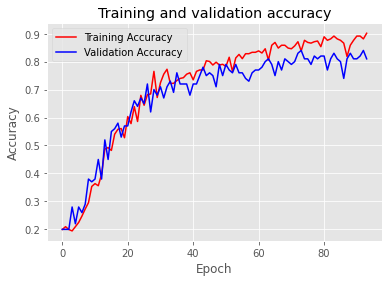 Training and validation accuracy
Training Accuracy
Validation Accuracy
0.9
0.8
0.7
0.6
0.5
0.4
0.3
0.2
Accuracy
0 20 40 60 80
Epoch